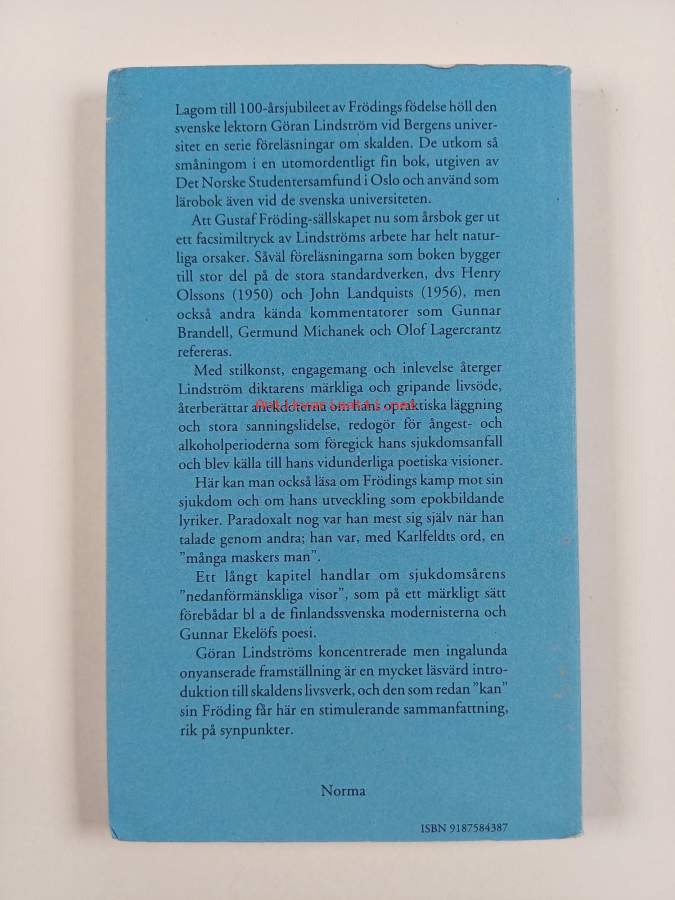 Lagom till 100-årsjubileet av Frödings födelse höll den
svenske lektorn Göran Lindström vid Bergens univer-
sitet en serie föreläsningar om skalden. De utkom så
småningom i en utomordentligt fin bok, utgiven av
Det Norske Studentersamfund i Oslo och använd som
lärobok även vid de svenska universiteten.
Att Gustaf Fröding-sällskapet nu som årsbok ger ut
ett facsimiltryck av Lindströms arbete har helt natur-
liga orsaker. Såväl föreläsningarna som boken bygger
till stor del på de stora standardverken, dvs Henry
Olssons (1950) och John Landquists (1956), men
också andra kända kommentatorer som Gunnar
Brandell, Germund Michanek och Olof Lagercrantz
refereras.
Med stilkonst, engagemang och inlevelse återger
Lindström diktarens märkliga och gripande livsöde,
återberättar anekdoterna om hans opraktiska läggning
och stora sanningslidelse, redogör för ångest- och
alkoholperioderna som föregick hans sjukdomsanfall
och blev källa till hans vidunderliga poetiska visioner.
Här kan man också läsa om Frödings kamp mot sin
sjukdom och om hans utveckling som epokbildande
lyriker. Paradoxalt nog var han mest sig själv när han
talade genom andra; han var, med Karlfeldts ord, en
”många maskers man”.
Ett långt kapitel handlar om sjukdomsårens
”nedanförmänskliga visor”, som på ett märkligt sätt
förebådar bl a de finlandssvenska modernisterna och
Gunnar Ekelöfs poesi.
Göran Lindströms koncentrerade men ingalunda
onyanserade framställning är en mycket läsvärd intro-
duktion till skaldens livsverk, och den som redan ”kan”
sin Fröding får här en stimulerande sammanfattning,
rik på synpunkter.
Norma
ISBN 9187584387